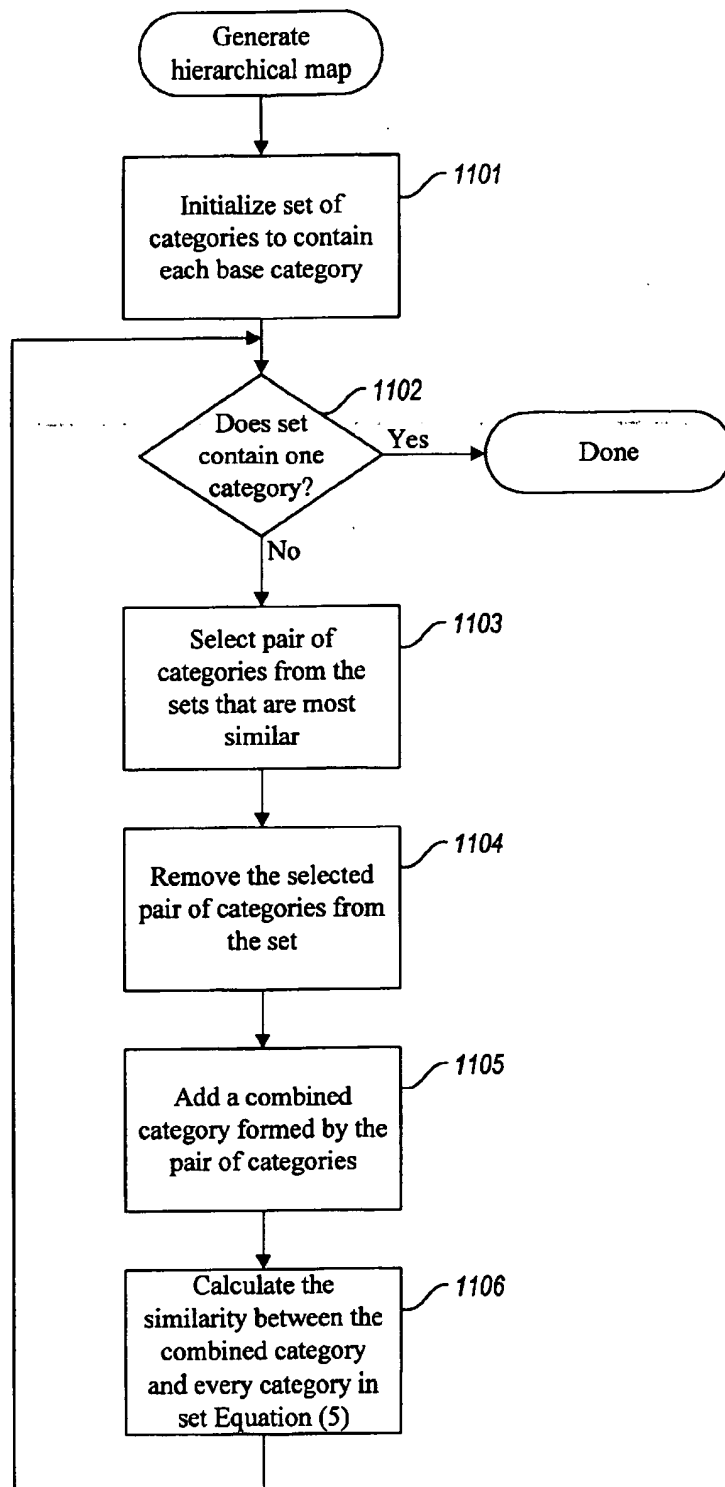 Generate
hierarchical map
1101
Initialize set of
categories to contain
each base category
1102
Does set
contain one
category?
Yes
Done
No
1103
Select pair of
categories from the
sets that are most
similar
1104
Remove the selected
pair of categories from
the set
1105
Add a combined
category formed by the
pair of categories
1106
Calculate the
similarity between the
combined category
and every category in
set Equation (5)